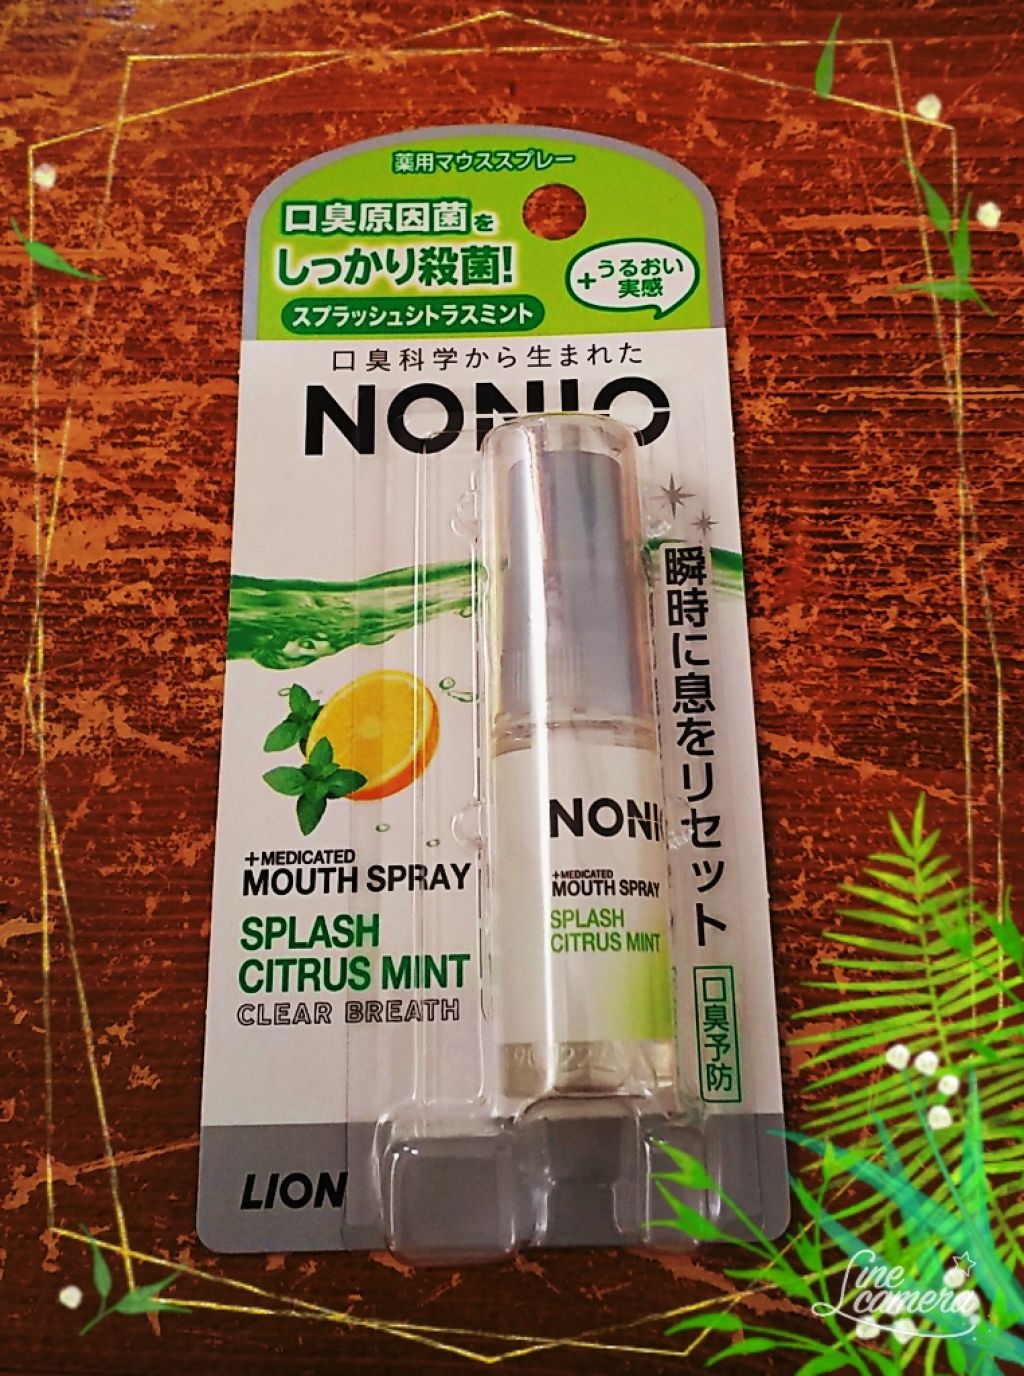 薬用マウススプレー
口臭原因菌を
しっかり殺菌!
+うるおい
実感
スプラッシュシトラスミント
口臭科学から生まれた
NONIO
瞬時に息をリセット
口臭予防
+MEDICATED
MOUTH SPRAY
SPLASH
CITRUS MINT
CLEAR BREATH
NONI
+MEDICATED
MOUTH SPRAY
SPLASH
CITRUS MINT
LION
Line
camera